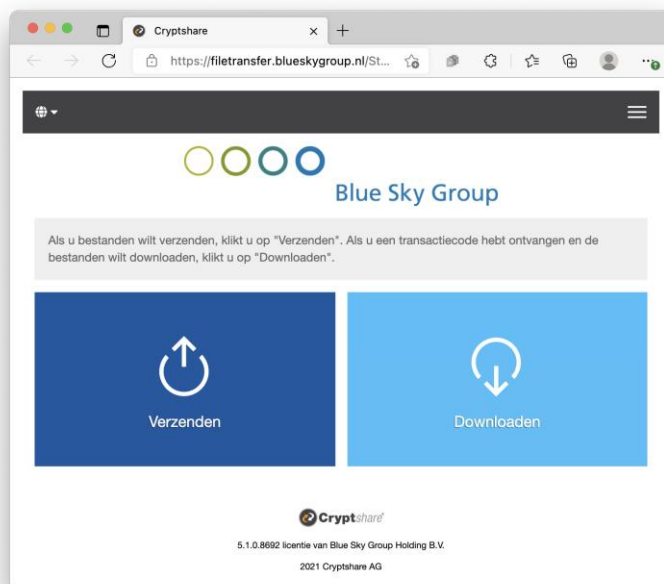 Cryptshare
https://filetransfer.blueskygroup.nl/St...
Blue Sky Group
Als u bestanden wilt verzenden, klikt u op "Verzenden". Als u een transactiecode hebt ontvangen en de
bestanden wilt downloaden, klikt u op "Downloaden".
Verzenden
Downloaden
Cryptshare
5.1.0.8692 licentie van Blue Sky Group Holding B.V.
2021 Cryptshare AG